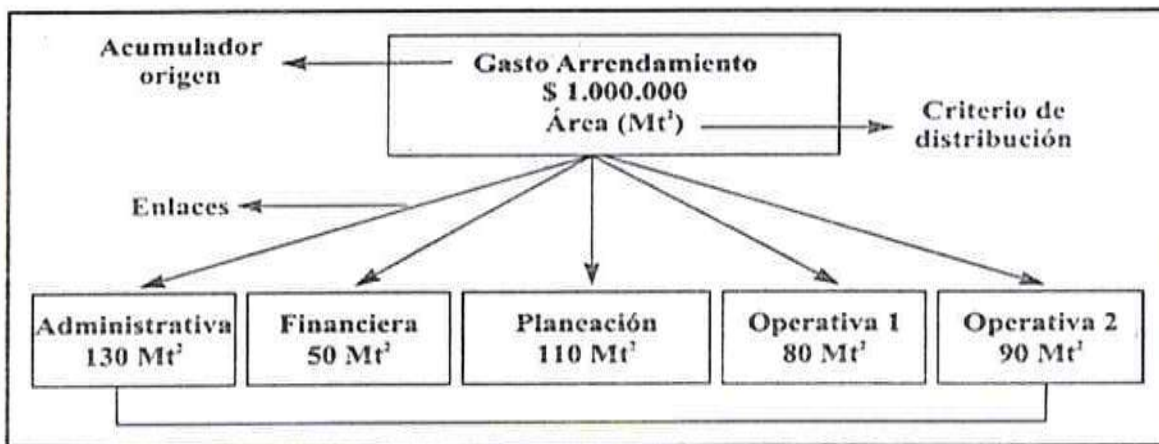 Acumulador
origen
Gasto Arrendamiento
$ 1.000.000
Área (Mt²)
Criterio de
distribución
Enlaces
Administrativa
130 Mt²
Financiera
50 Mt²
Planeación
110 Mt²
Operativa 1
80 Mt²
Operativa 2
90 Mt²